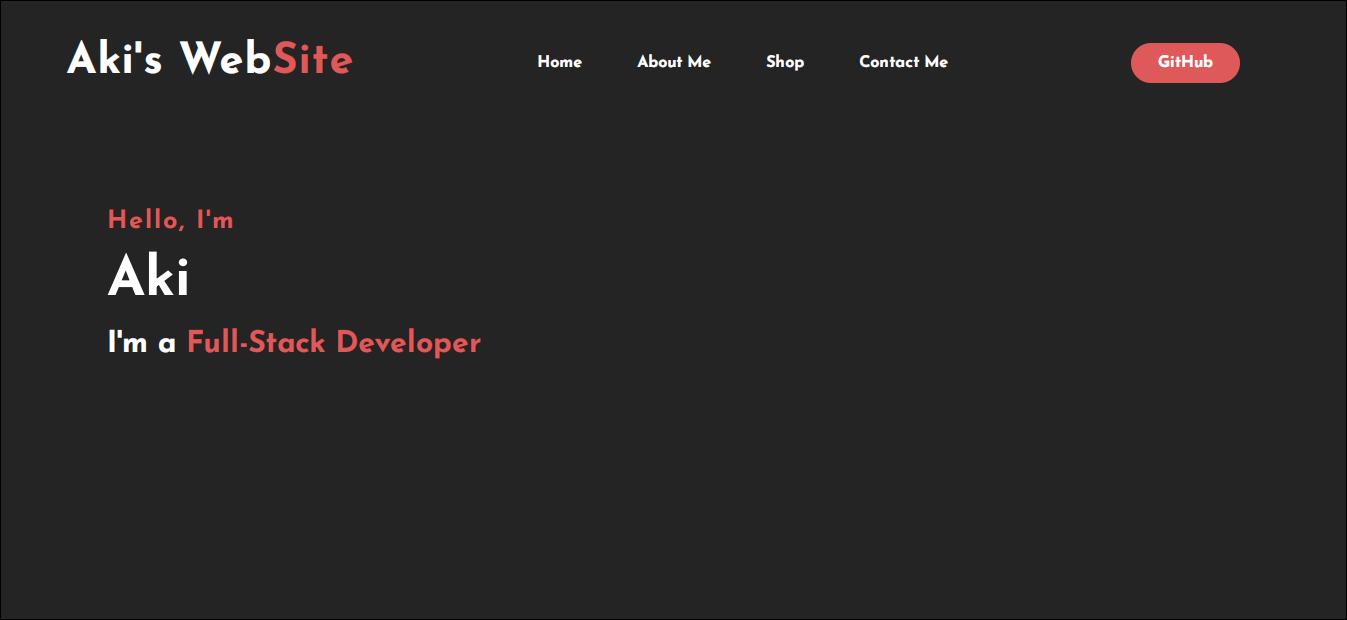 Aki's WebSite
Home About Me Shop Contact Me GitHub
Hello, I'm
Aki
I'm a Full-Stack Developer